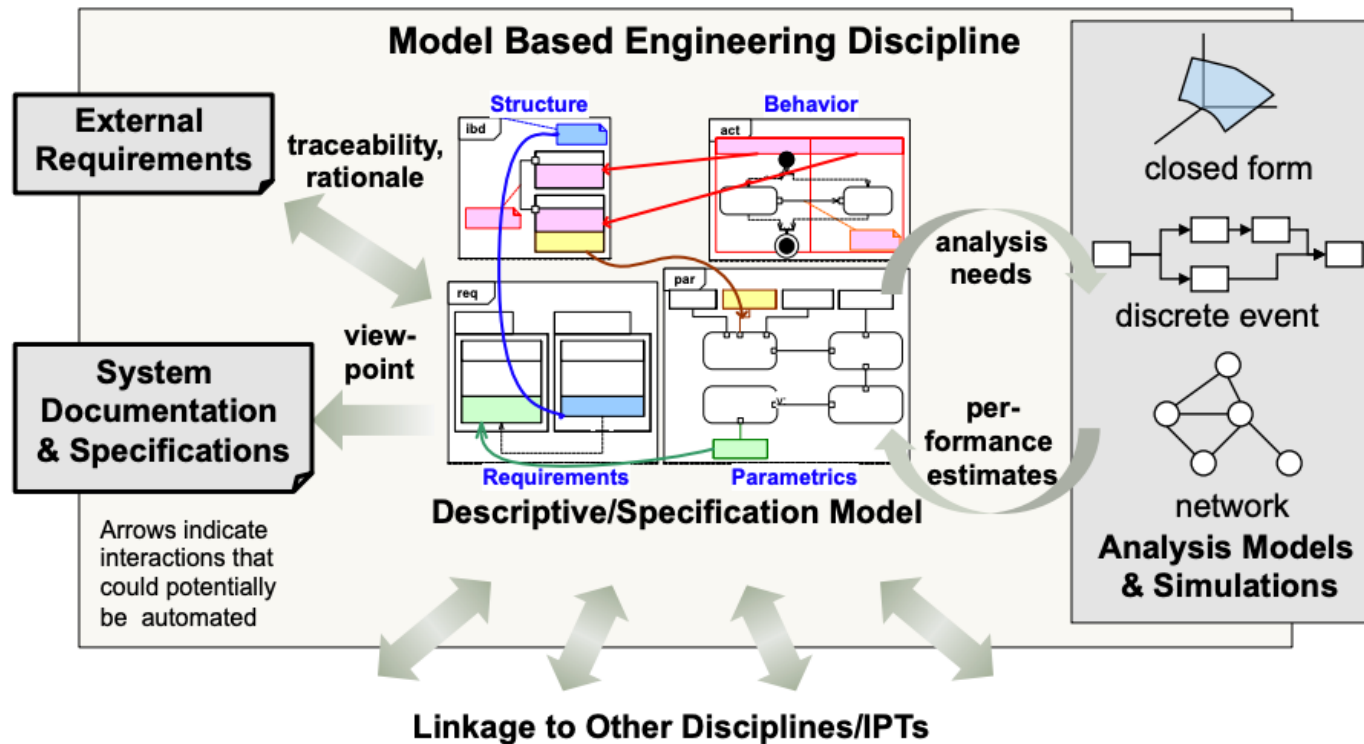 Model Based Engineering Discipline
External
Requirements
traceability,
rationale
Structure
ibd
Behavior
act
analysis
needs
closed form
discrete event
req
par
view-
point
System
Documentation
& Specifications
per-
formance
estimates
network
Requirements
Parametrics
Descriptive/Specification Model
Analysis Models
& Simulations
Arrows indicate
interactions that
could potentially
be automated
Linkage to Other Disciplines/IPTs